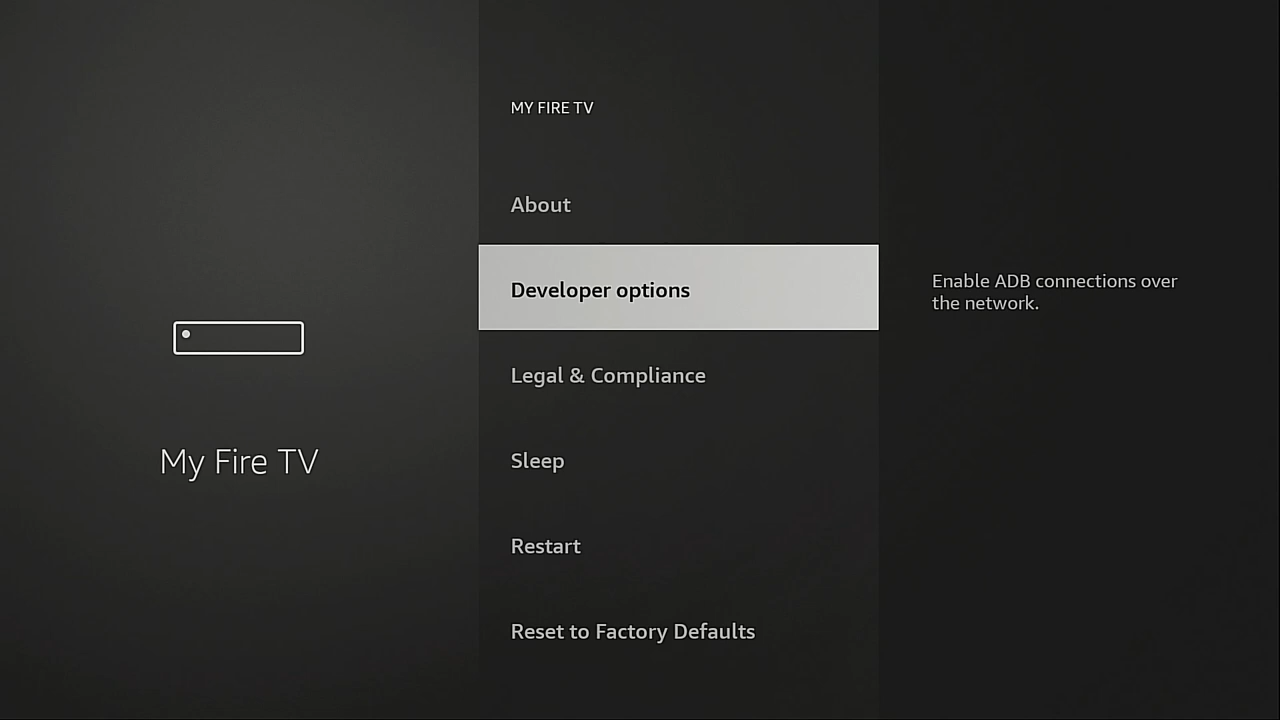 MY FIRE TV
About
Developer options
Legal & Compliance
Sleep
Restart
Reset to Factory Defaults
My Fire TV
Enable ADB connections over
the network.